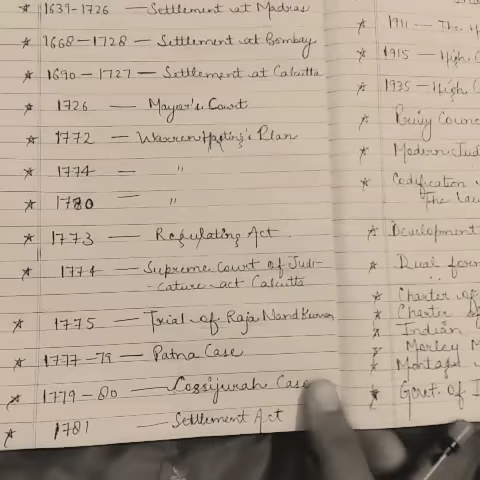 ★ 1639-1726 — Settlement at Madras
★ 1668-1728 — Settlement at Bombay
★ 1690-1727 — Settlement at Calcutta
★ 1726 — Mayor's Court
★ 1772 — Warren Hasting's Plan
★ 1774 — "
★ 1780 — "
★ 1773 — Regulating Act
★ 1774 — Supreme Court of Judi-
-cature act Calcutta
★ 1775 — Trial of Raja Nand Kumar
★ 1777-79 — Patna Case
★ 1779-80 — Cossijurah Case
★ 1781 — Settlement Act
★ 1911 — The
★ 1915 — High
★ 1935 — High
★ Privy
★ Modern
★ Codification
The
★ Development
★ Dual
★ Charter of
★ Charter
★ Indian
Morley M
★ Montagu
★ Govt. of